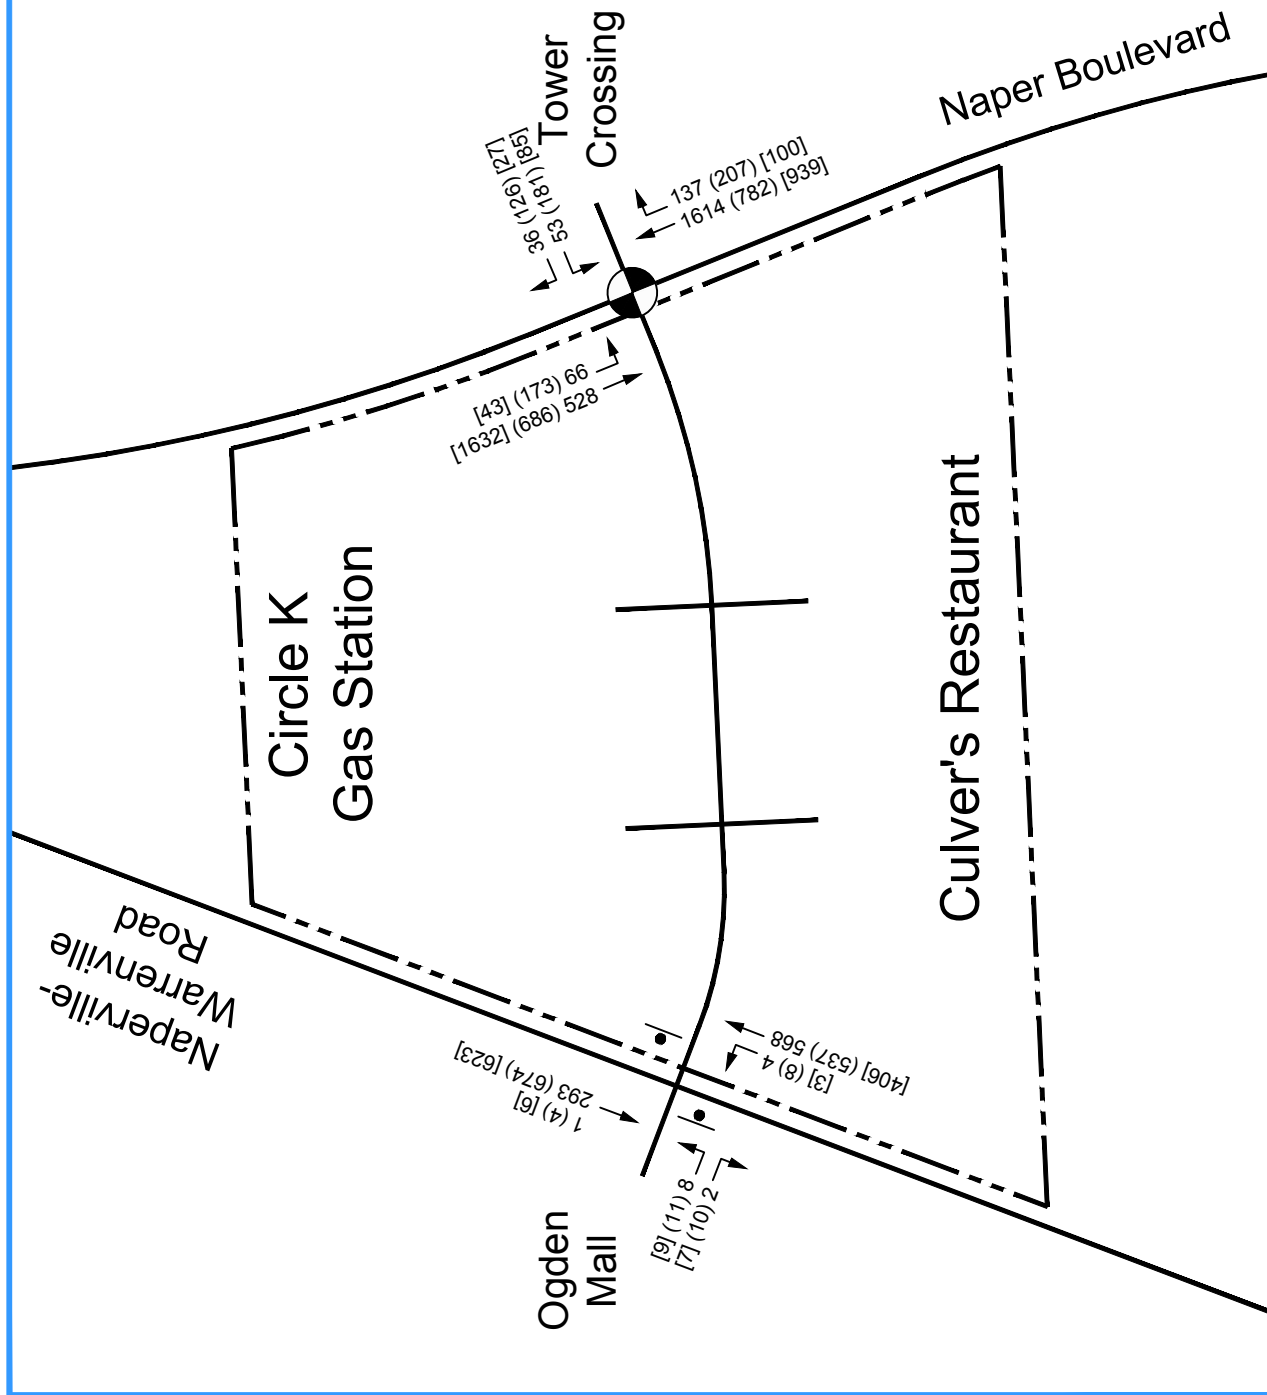 Tower
Crossing
Naper Boulevard
36 (126) [27]
53 (181) [85]
137 (207) [100]
1614 (782) [939]
[43] (173) 66
[1632] (686) 528
Circle K
Gas Station
Culver's Restaurant
Naperville-
Warrenville
Road
1 (4) [6]
293 (674) [623]
[3] (8) 4
[406] (537) 568
[9] (11) 8
[7] (10) 2
Ogden
Mall